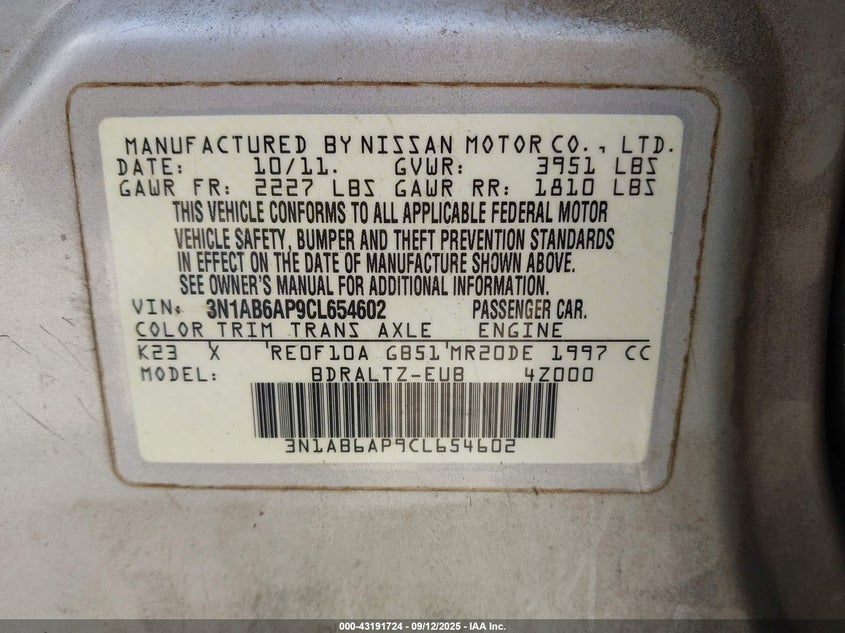 MANUFACTURED BY NISSAN MOTOR CO., LTD.
DATE: 10/11. GVWR: 3951 LBS
GAWR FR: 2227 LBS GAWR RR: 1810 LBS
THIS VEHICLE CONFORMS TO ALL APPLICABLE FEDERAL MOTOR
VEHICLE SAFETY, BUMPER AND THEFT PREVENTION STANDARDS
IN EFFECT ON THE DATE OF MANUFACTURE SHOWN ABOVE.
SEE OWNER'S MANUAL FOR ADDITIONAL INFORMATION.
VIN: 3N1AB6AP9CL654602 PASSENGER CAR.
COLOR TRIM TRANS AXLE ENGINE
K23 X 'RE0F10A GB51'MR20DE 1997 CC
MODEL: BDRALTZ-EUB 4Z000
3N1AB6AP9CL654602
000-43191724 - 09/12/2025 - IAA Inc.